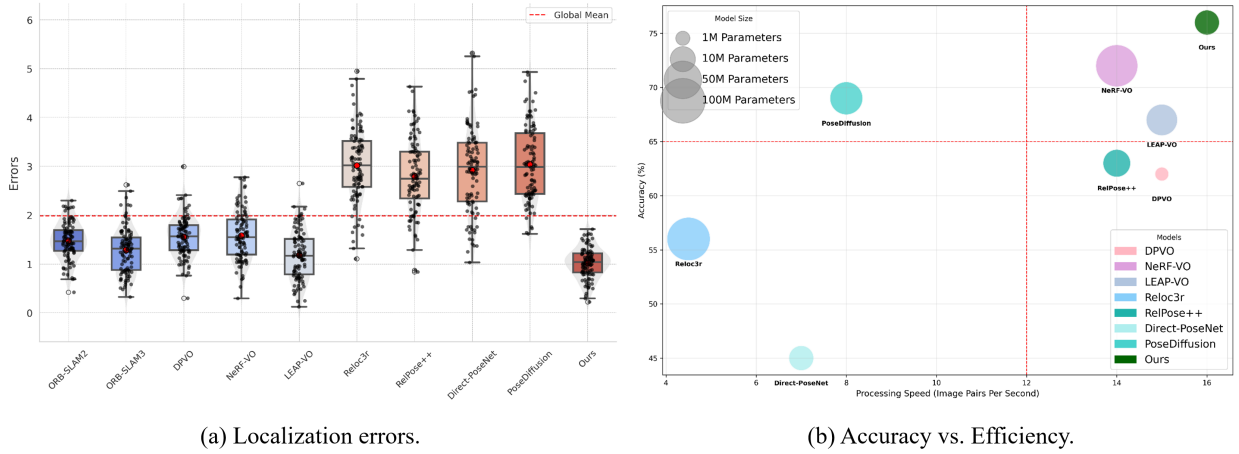 Global Mean
6
5
4
3
2
1
0
Errors
ORB-SLAM2
ORB-SLAM3
DPVO
NeRF-VO
LEAP-VO
Reloc3r
RelPose++
Direct-PoseNet
PoseDiffusion
Ours
(a) Localization errors.
Model Size
1M Parameters
10M Parameters
50M Parameters
100M Parameters
75
70
65
60
55
50
45
Accuracy (%)
Ours
NeRF-VO
PoseDiffusion
LEAP-VO
RelPose++
DPVO
Reloc3r
Direct-PoseNet
Models
DPVO
NeRF-VO
LEAP-VO
Reloc3r
RelPose++
Direct-PoseNet
PoseDiffusion
Ours
4 6 8 10 12 14 16
Processing Speed (Image Pairs Per Second)
(b) Accuracy vs. Efficiency.